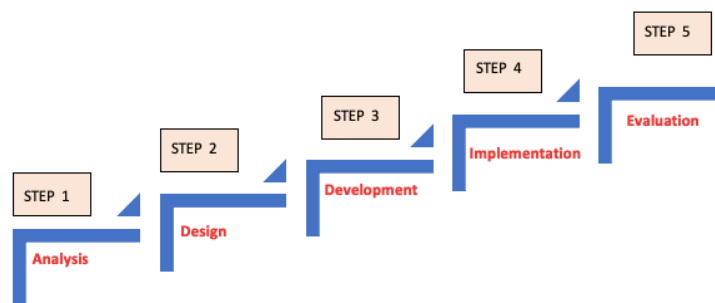 STEP 1
Analysis
STEP 2
Design
STEP 3
Development
STEP 4
Implementation
STEP 5
Evaluation